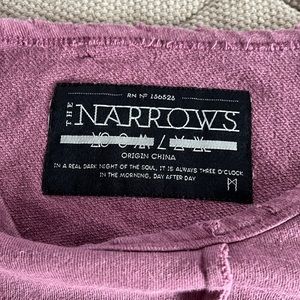 RN Nº 156525
THE NARROWS
ORIGIN CHINA
IN A REAL DARK NIGHT OF THE SOUL, IT IS ALWAYS THREE O'CLOCK
IN THE MORNING, DAY AFTER DAY